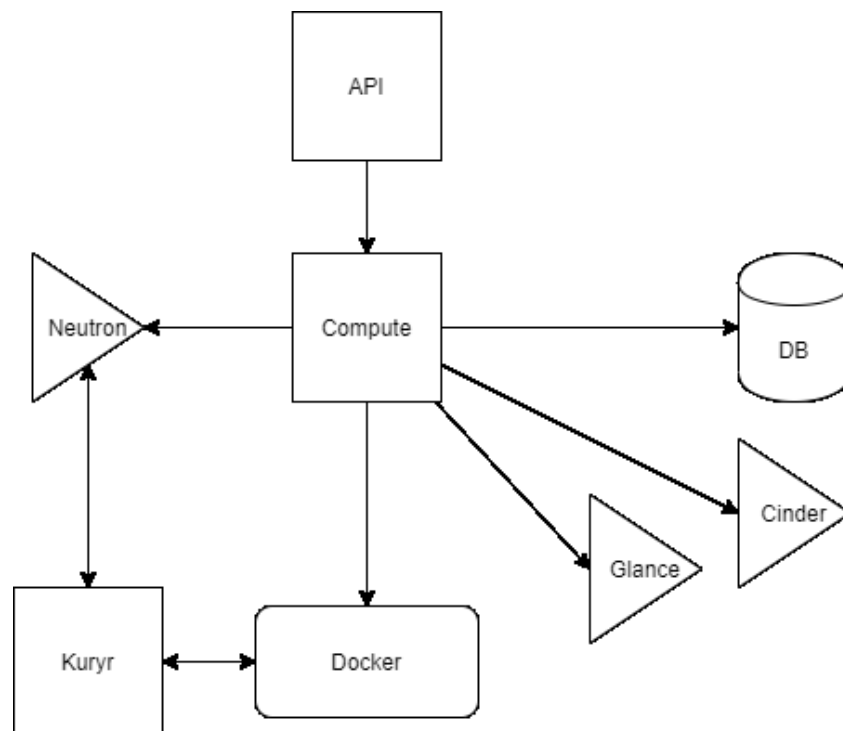 API
Neutron
Compute
DB
Cinder
Glance
Kuryr
Docker